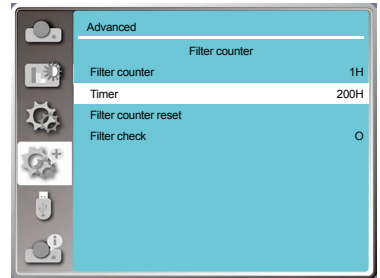 Advanced
Filter counter
Filter counter 1H
Timer 200H
Filter counter reset
Filter check O